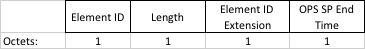 Element ID Length Element ID Extension OPS SP End Time
Octets: 1 1 1 1